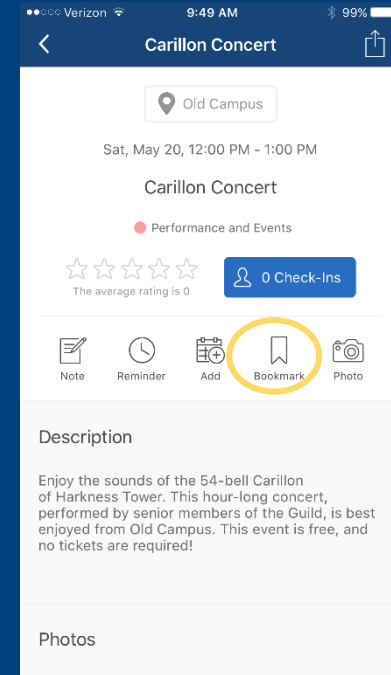 Verizon 9:49 AM 99%
Carillon Concert
Old Campus
Sat, May 20, 12:00 PM - 1:00 PM
Carillon Concert
Performance and Events
The average rating is 0
0 Check-Ins
Note Reminder Add Bookmark Photo
Description
Enjoy the sounds of the 54-bell Carillon
of Harkness Tower. This hour-long concert,
performed by senior members of the Guild, is best
enjoyed from Old Campus. This event is free, and
no tickets are required!
Photos